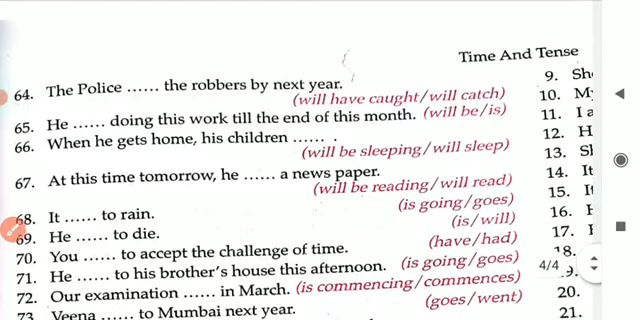 Time And Tense
64. The Police ...... the robbers by next year.
(will have caught/will catch)
65. He ...... doing this work till the end of this month. (will be/is)
66. When he gets home, his children ...... .
(will be sleeping/will sleep)
67. At this time tomorrow, he ...... a news paper.
(will be reading/will read)
68. It ...... to rain.
(is going/goes)
69. He ...... to die.
(is/will)
70. You ...... to accept the challenge of time.
(have/had)
71. He ...... to his brother's house this afternoon. (is going/goes)
72. Our examination ...... in March. (is commencing/commences)
73. Veena ...... to Mumbai next year.
(goes/went)
9. Sh
10. My
11. I a
12. H
13. Sh
14. It
15. It
16.
17.
18.
9.
20.
21.
4/4